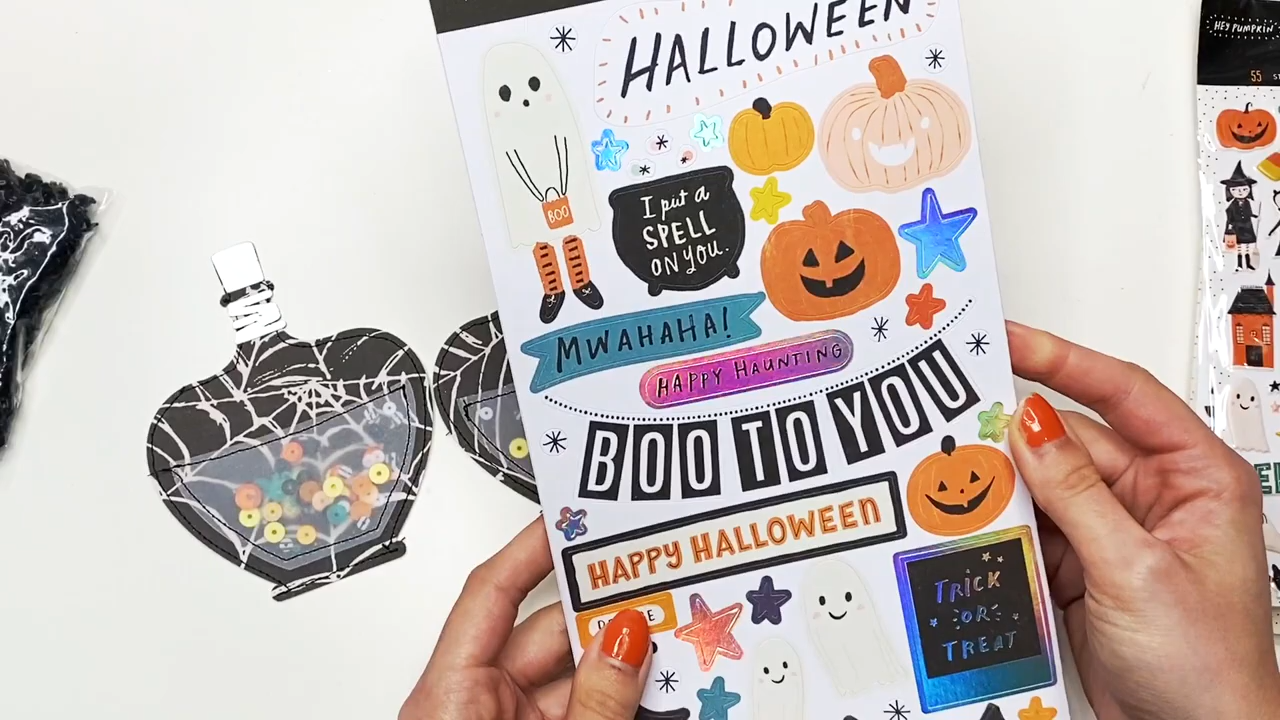 HALLOWEEN
HEY PUMPKIN
55
BOO
I put a
SPELL
ON YOU.
MWAHAHA!
HAPPY HAUNTING
BOO TO YOU
HAPPY HALLOWEEN
TRICK
OR
TREAT